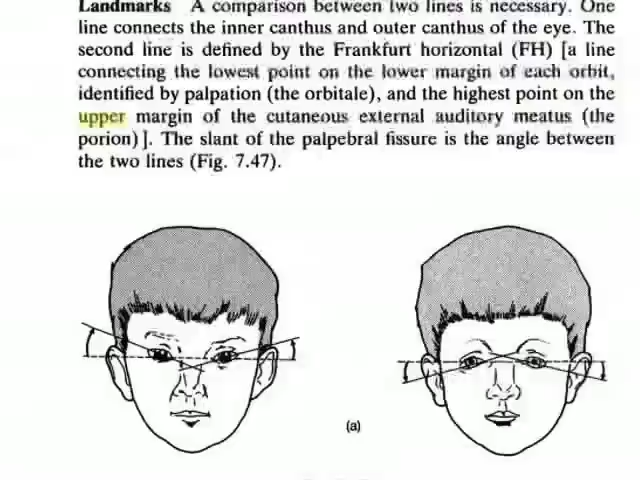 Landmarks A comparison between two lines is necessary. One
line connects the inner canthus and outer canthus of the eye. The
second line is defined by the Frankfurt horizontal (FH) [a line
connecting the lowest point on the lower margin of each orbit,
identified by palpation (the orbitale), and the highest point on the
upper margin of the cutaneous external auditory meatus (the
porion)]. The slant of the palpebral fissure is the angle between
the two lines (Fig. 7.47).
(a)